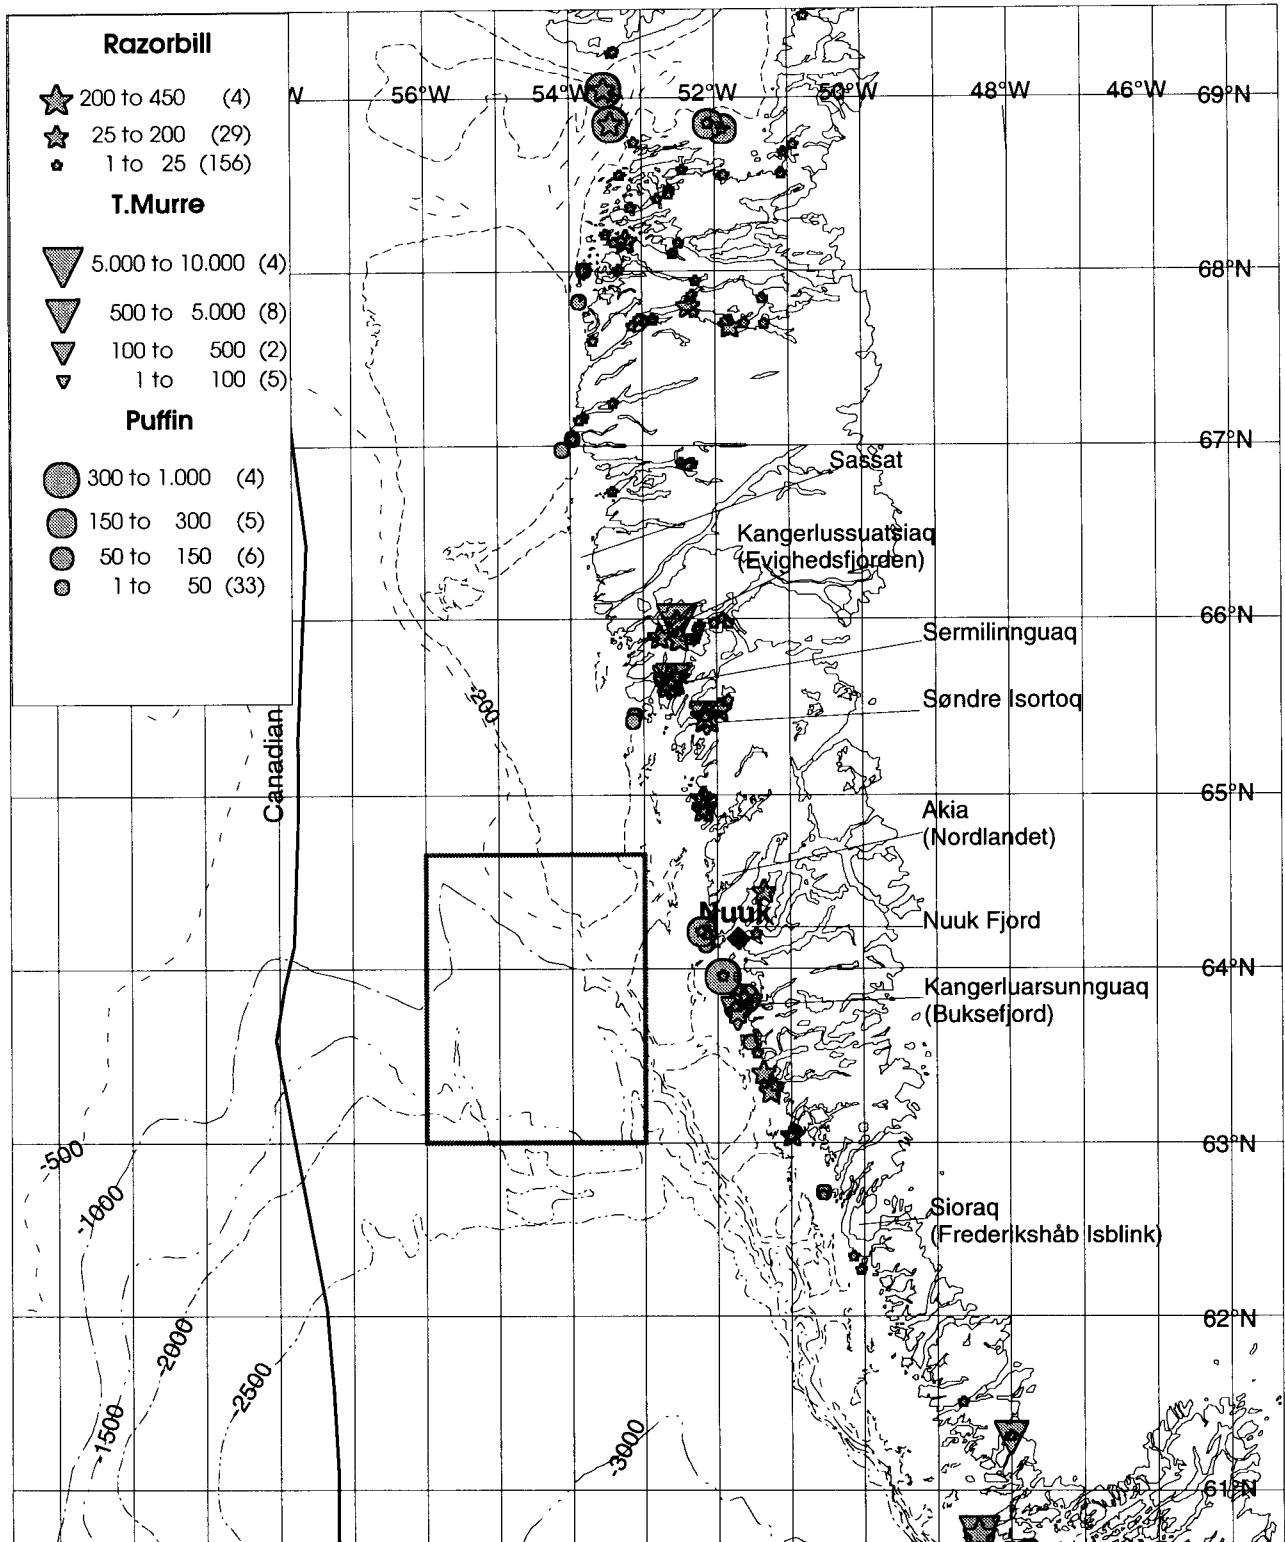 Razorbill
200 to 450 (4)
25 to 200 (29)
1 to 25 (156)
T.Murre
5.000 to 10.000 (4)
500 to 5.000 (8)
100 to 500 (2)
1 to 100 (5)
Puffin
300 to 1.000 (4)
150 to 300 (5)
50 to 150 (6)
1 to 50 (33)
W 56°W 54°W 52°W 50°W 48°W 46°W 69°N
68°N
67°N
Sassat
Kangerlussuatsiaq
(Evighedsfjorden)
66°N
Sermilinnguaq
Søndre Isortoq
-200
Canadian
65°N
Akia
(Nordlandet)
Nuuk
Nuuk Fjord
64°N
Kangerluarsunnguaq
(Buksefjord)
63°N
-500
-1000
Sioraq
(Frederikshåb Isblink)
62°N
-2000
-2500
-1500
-3000
61°N